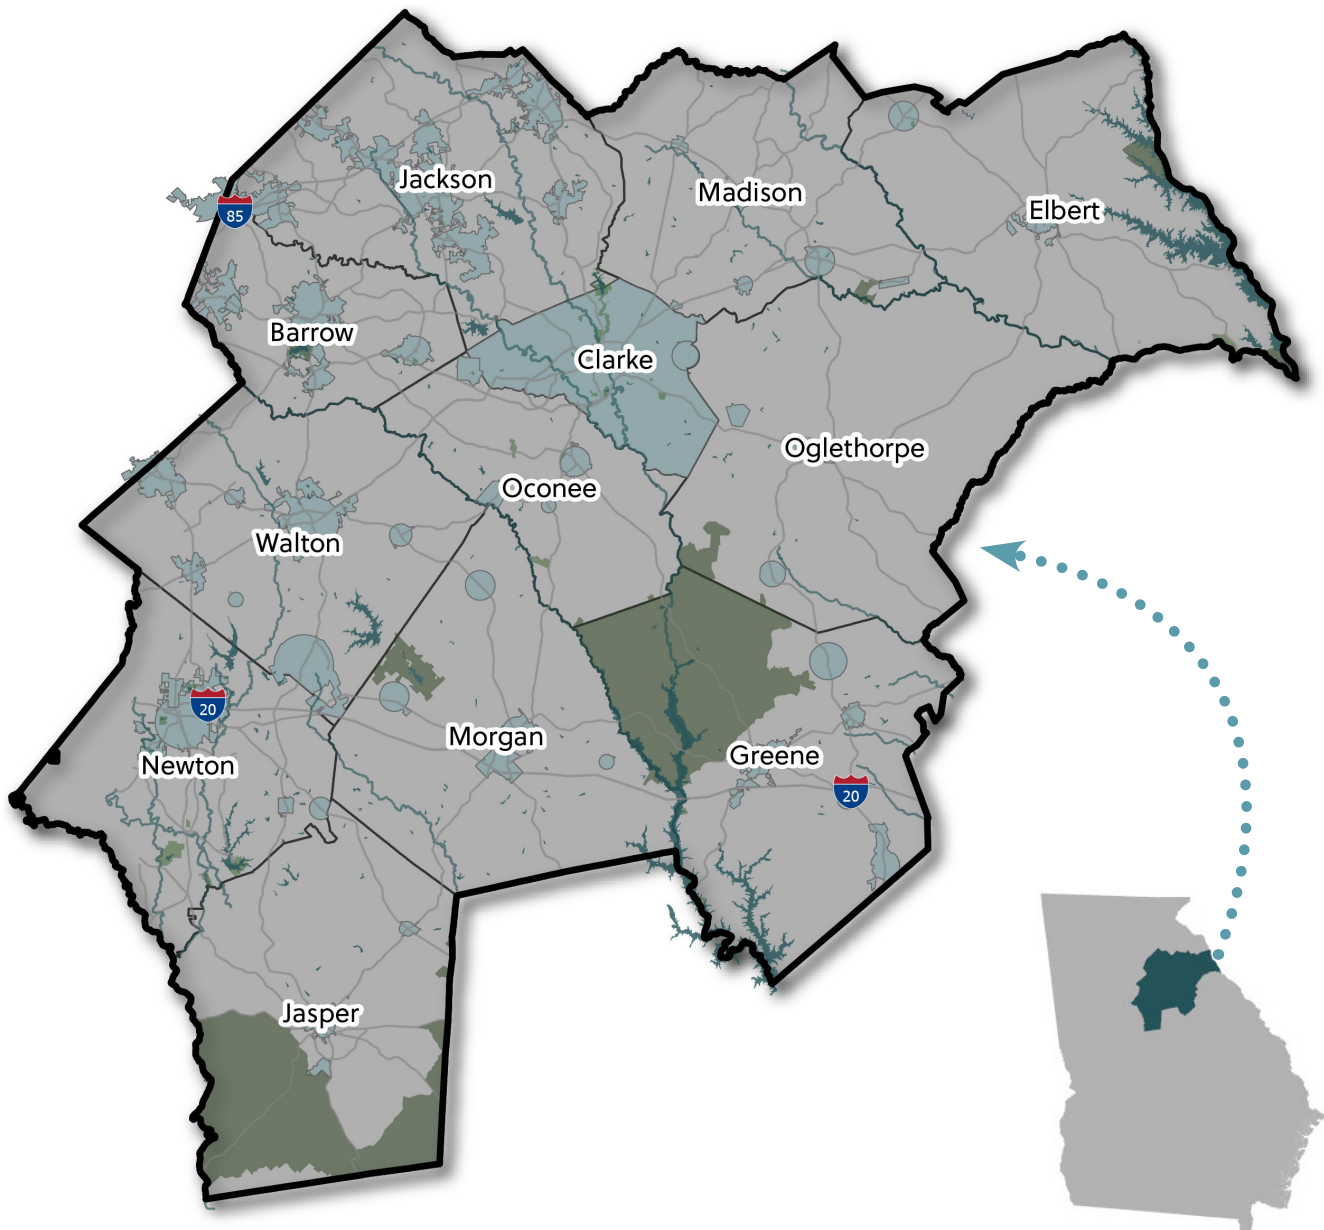 Jackson
Madison
Elbert
85
Barrow
Clarke
Oglethorpe
Oconee
Walton
20
Morgan
Newton
Greene
20
Jasper